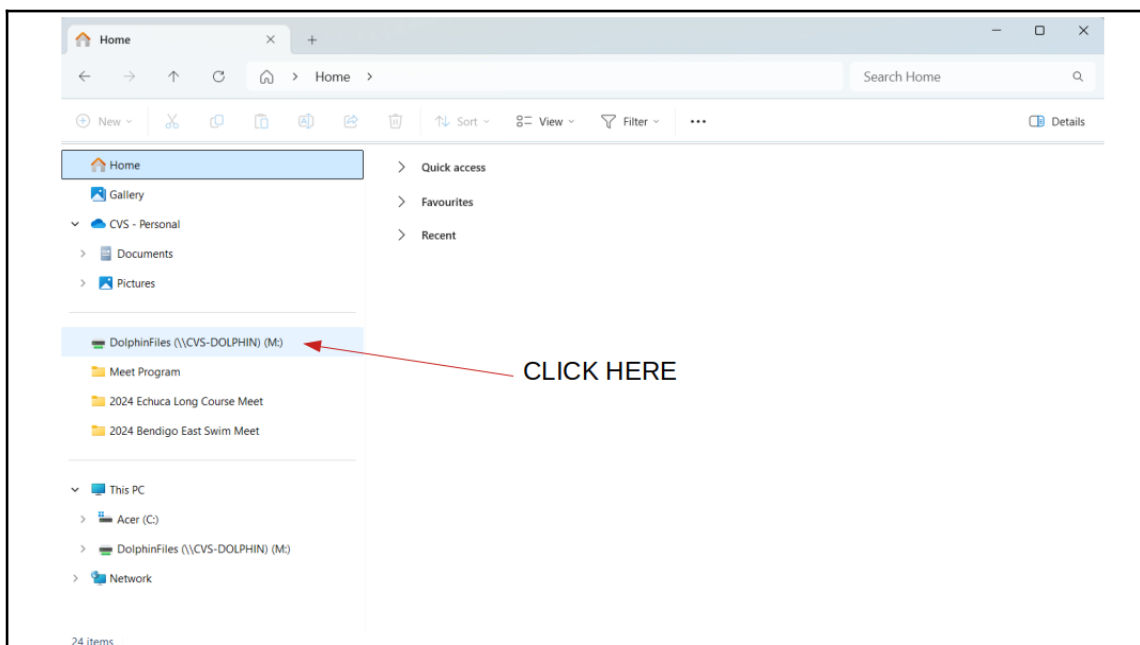 Home
Home
Search Home
New
Sort
View
Filter
Details
Home
Gallery
CVS - Personal
Documents
Pictures
DolphinFiles (\\CVS-DOLPHIN) (M:)
Meet Program
2024 Echuca Long Course Meet
2024 Bendigo East Swim Meet
This PC
Acer (C:)
DolphinFiles (\\CVS-DOLPHIN) (M:)
Network
24 items
Quick access
Favourites
Recent
CLICK HERE